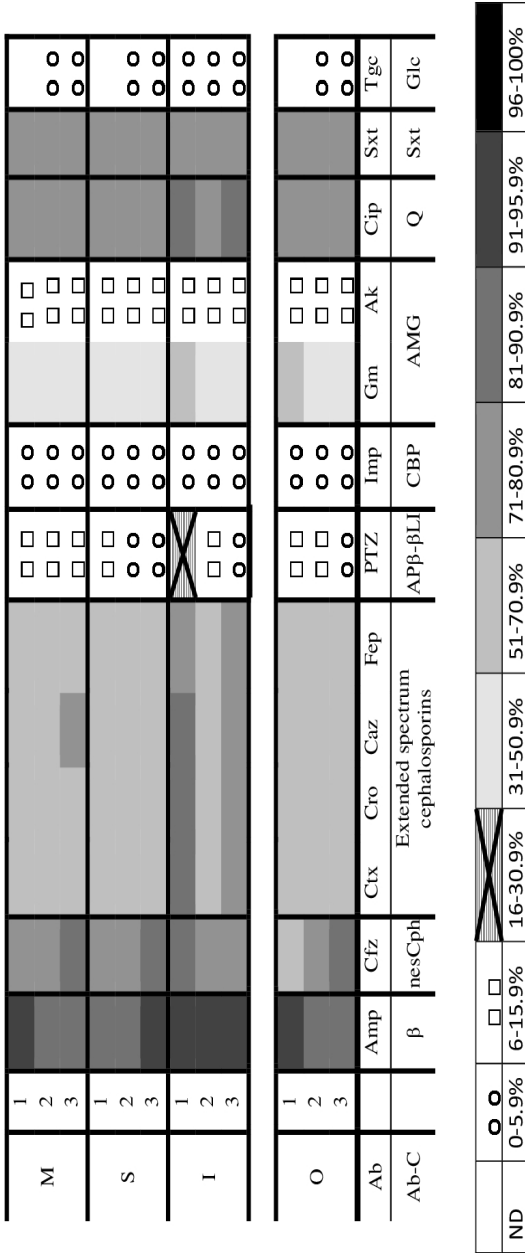 M 1
2
3
S 1
2
3
I 1
2
3
O 1
2
3
Ab Amp Cfz Ctx Cro Caz Fep PTZ Imp Gm Ak Cip Sxt Tgc
Ab-C β nesCph Extended spectrum cephalosporins APβ-βLI CBP AMG Q Sxt Glc
ND 0-5.9% 6-15.9% 16-30.9% 31-50.9% 51-70.9% 71-80.9% 81-90.9% 91-95.9% 96-100%